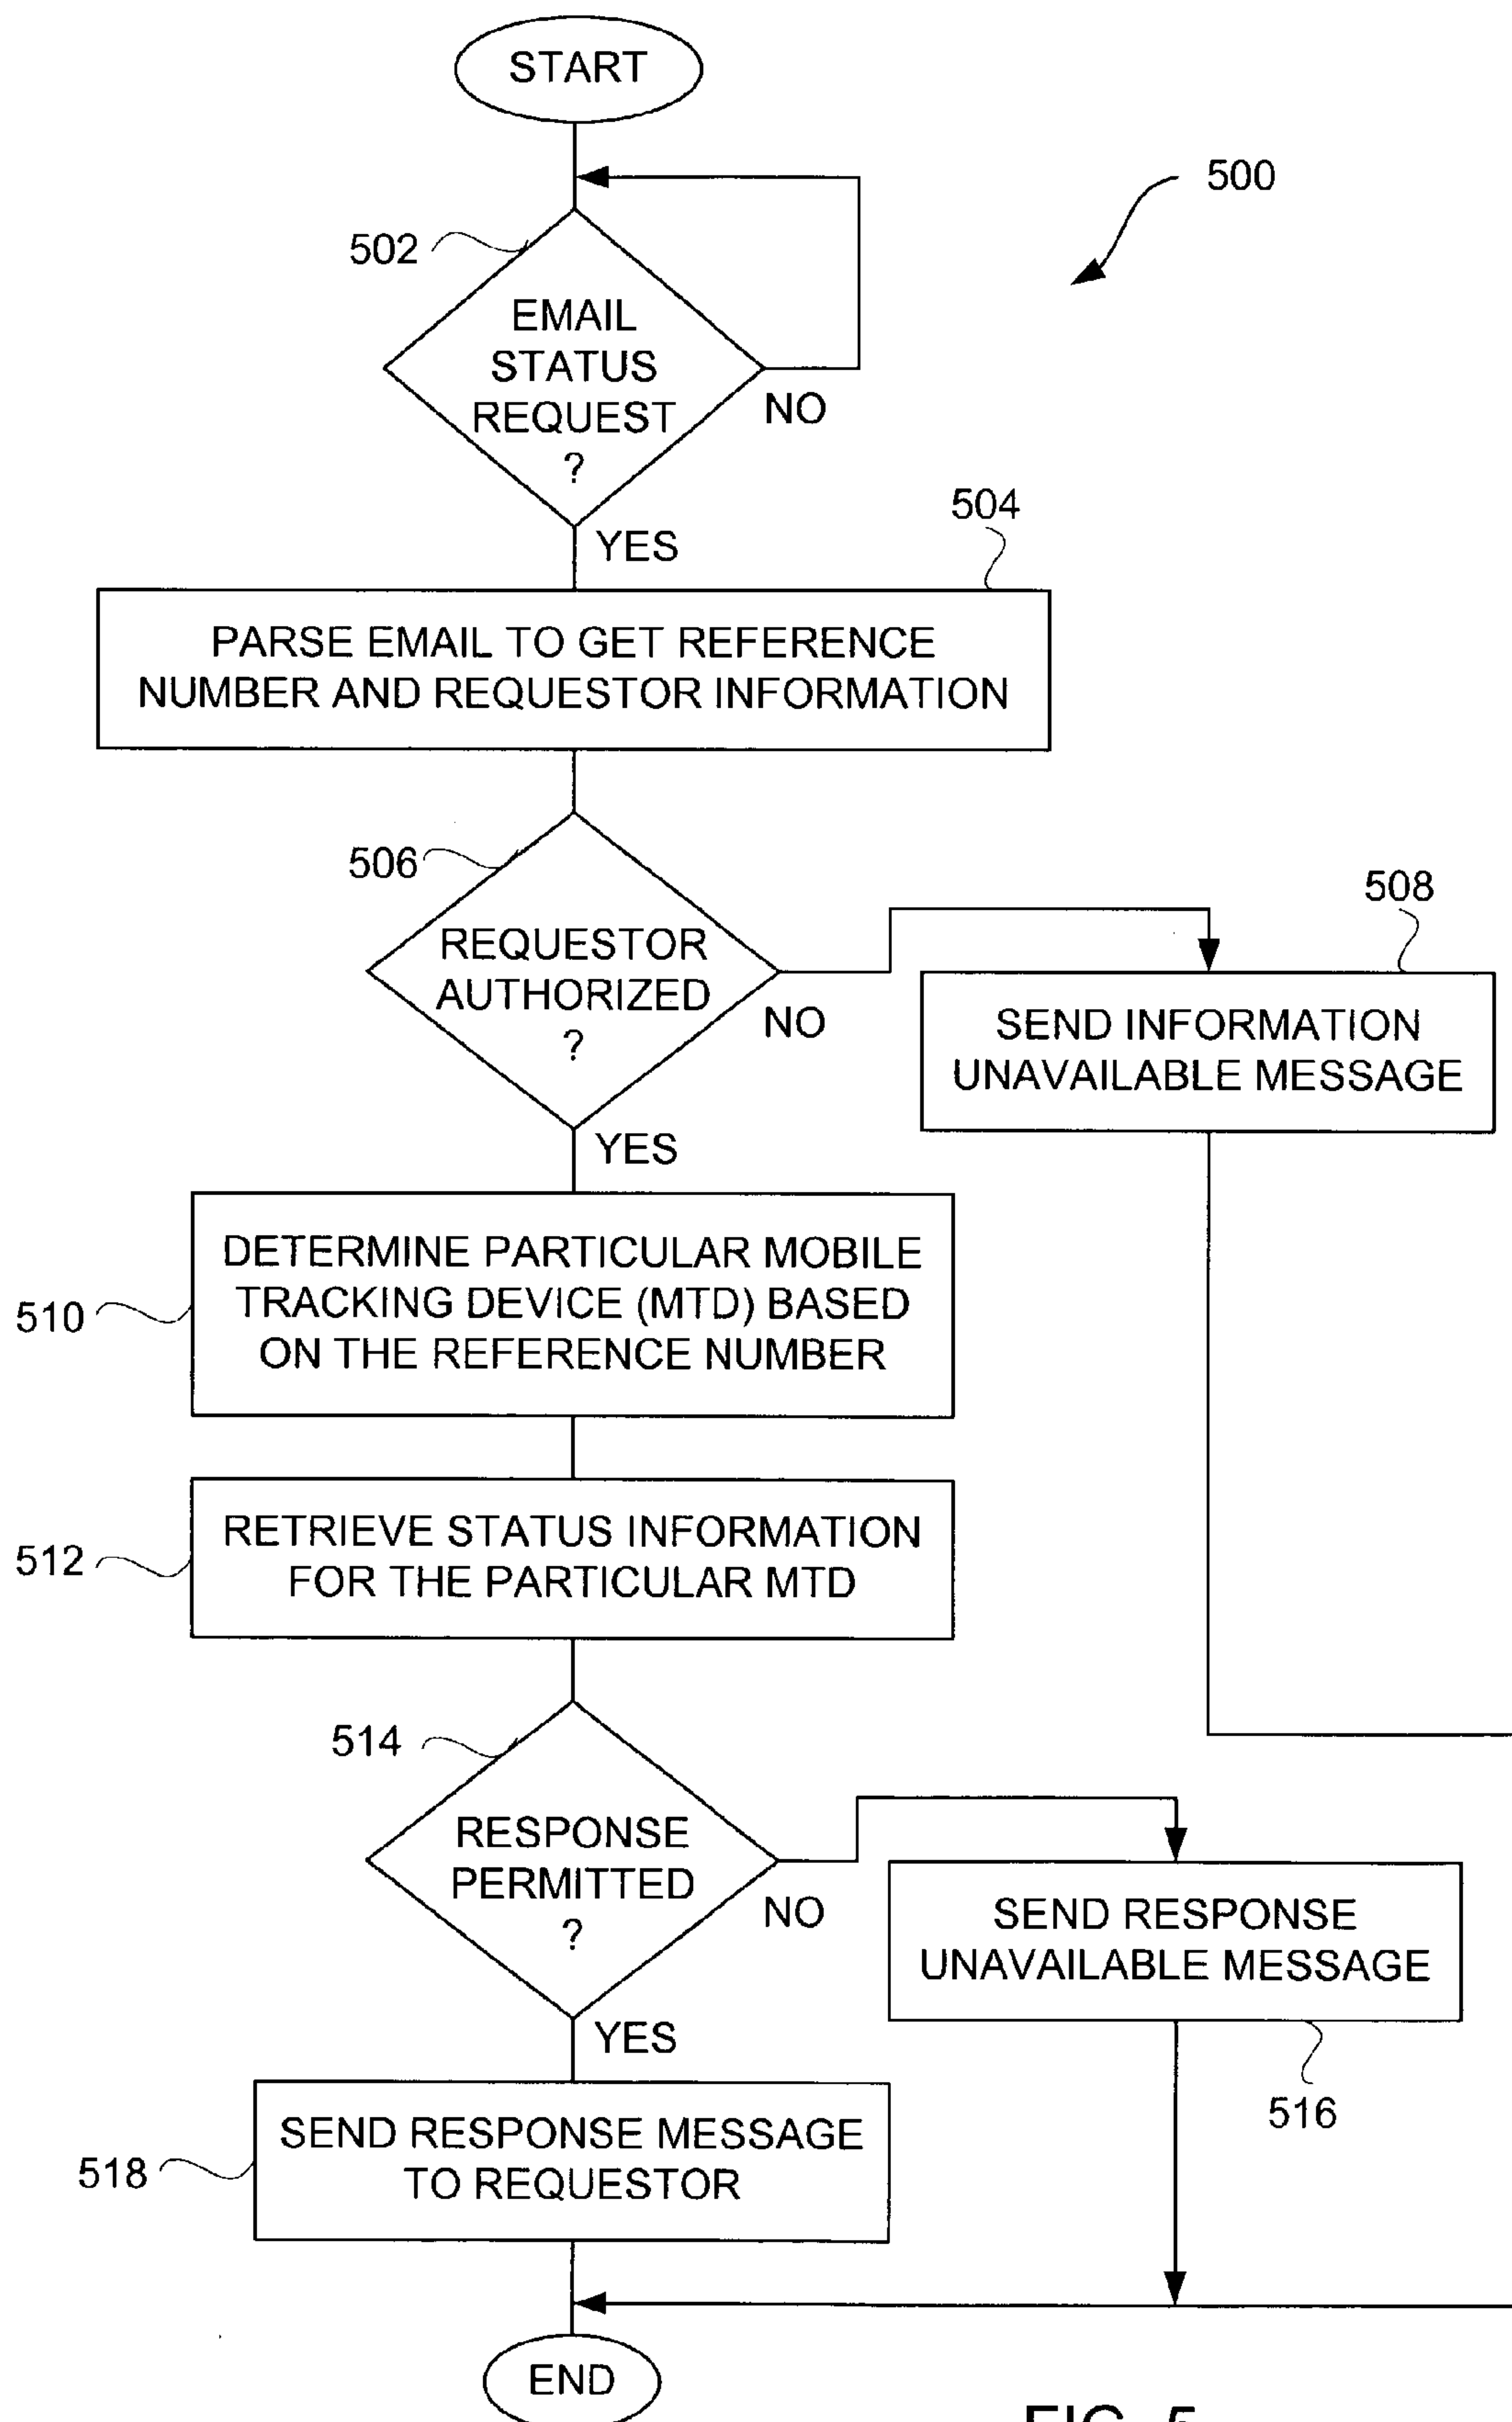 START
500
502
EMAIL
STATUS
REQUEST
?
NO
YES
504
PARSE EMAIL TO GET REFERENCE
NUMBER AND REQUESTOR INFORMATION
506
REQUESTOR
AUTHORIZED
?
NO
YES
508
SEND INFORMATION
UNAVAILABLE MESSAGE
510
DETERMINE PARTICULAR MOBILE
TRACKING DEVICE (MTD) BASED
ON THE REFERENCE NUMBER
512
RETRIEVE STATUS INFORMATION
FOR THE PARTICULAR MTD
514
RESPONSE
PERMITTED
?
NO
YES
SEND RESPONSE
UNAVAILABLE MESSAGE
516
518
SEND RESPONSE MESSAGE
TO REQUESTOR
END
FIG. 5